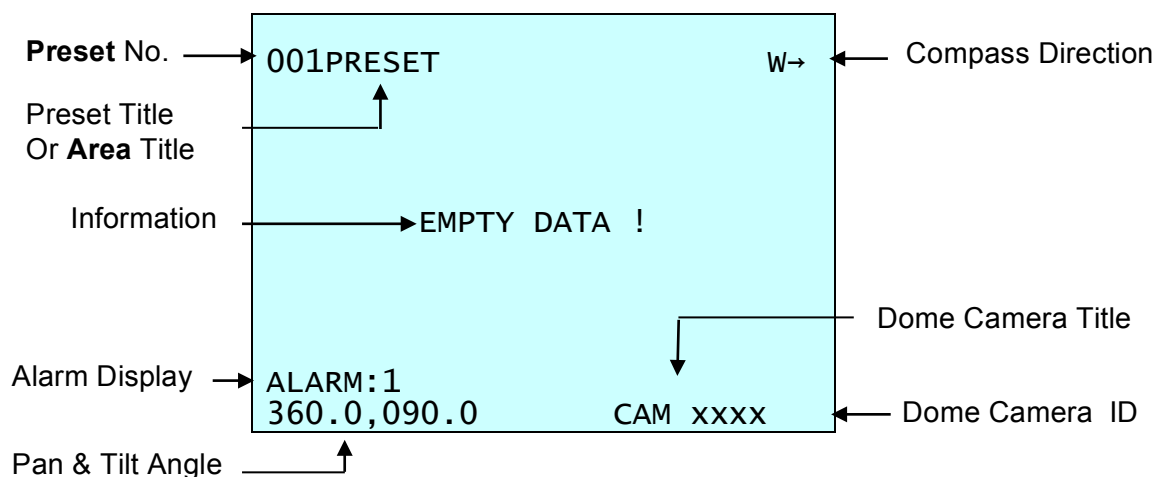 Preset No.
001PRESET
W→
Compass Direction
Preset Title
Or Area Title
Information
EMPTY DATA !
Dome Camera Title
Alarm Display
ALARM:1
360.0,090.0
CAM xxxx
Dome Camera ID
Pan & Tilt Angle